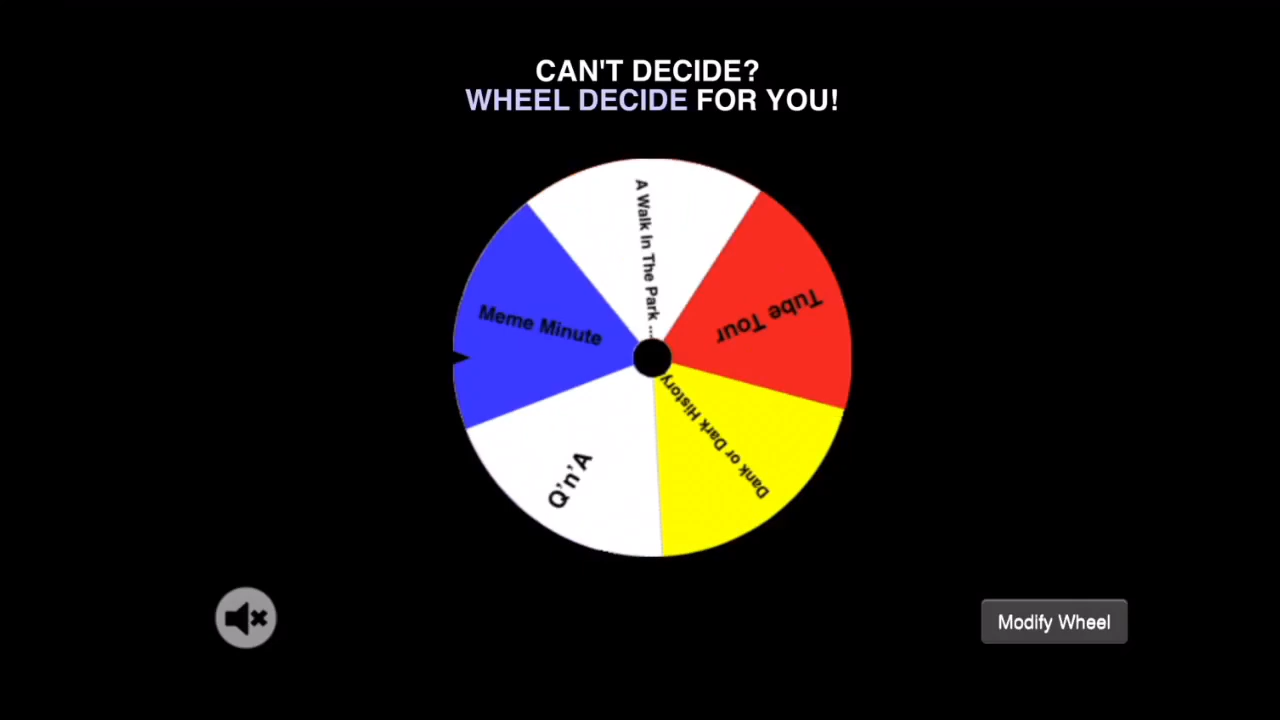 CAN'T DECIDE?
WHEEL DECIDE FOR YOU!
A Walk In The Park ...
Tube Tour
Meme Minute
Dank or Dark History
Q'n'A
Modify Wheel